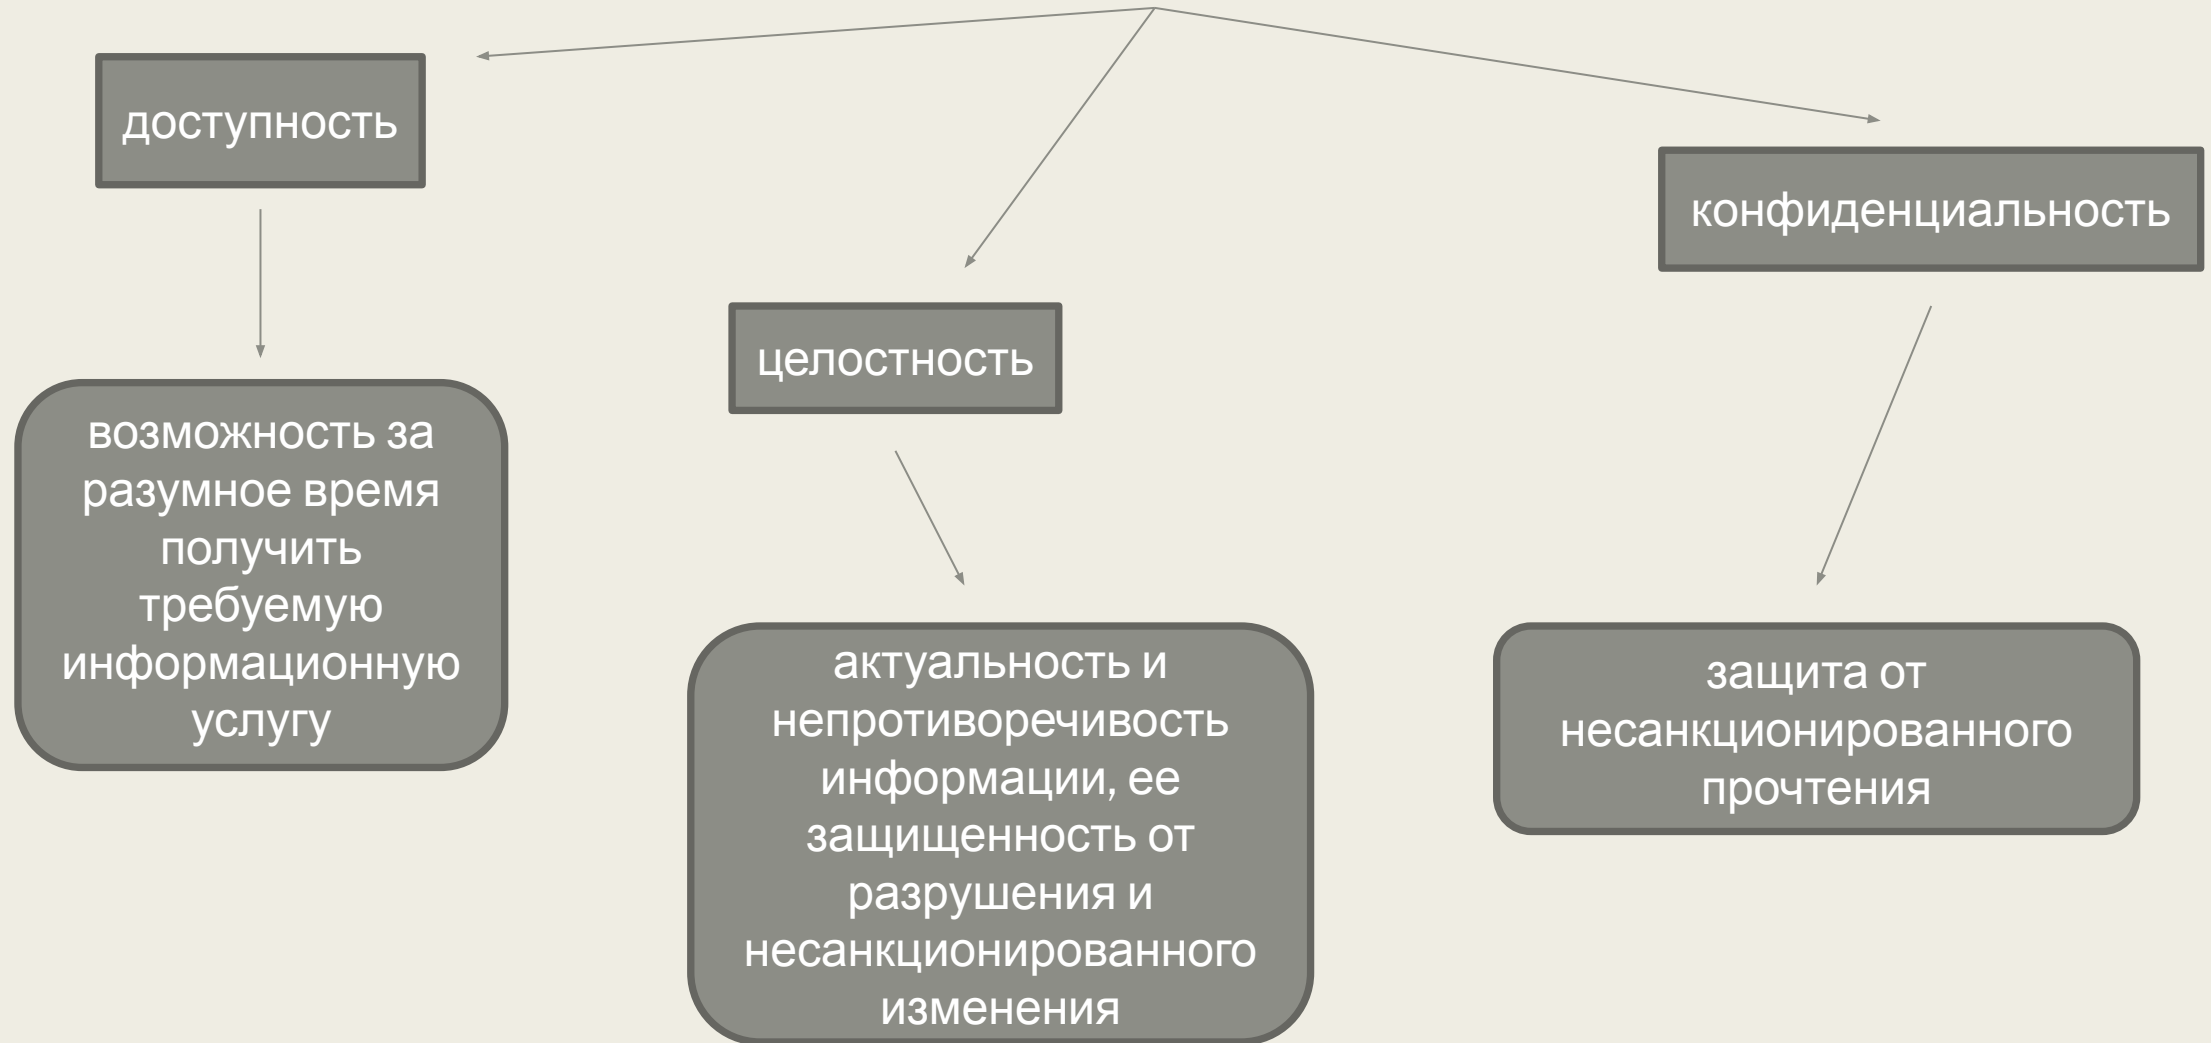 доступность
возможность за
разумное время
получить
требуемую
информационную
услугу
целостность
актуальность и
непротиворечивость
информации, ее
защищенность от
разрушения и
несанкционированного
изменения
конфиденциальность
защита от
несанкционированного
прочтения